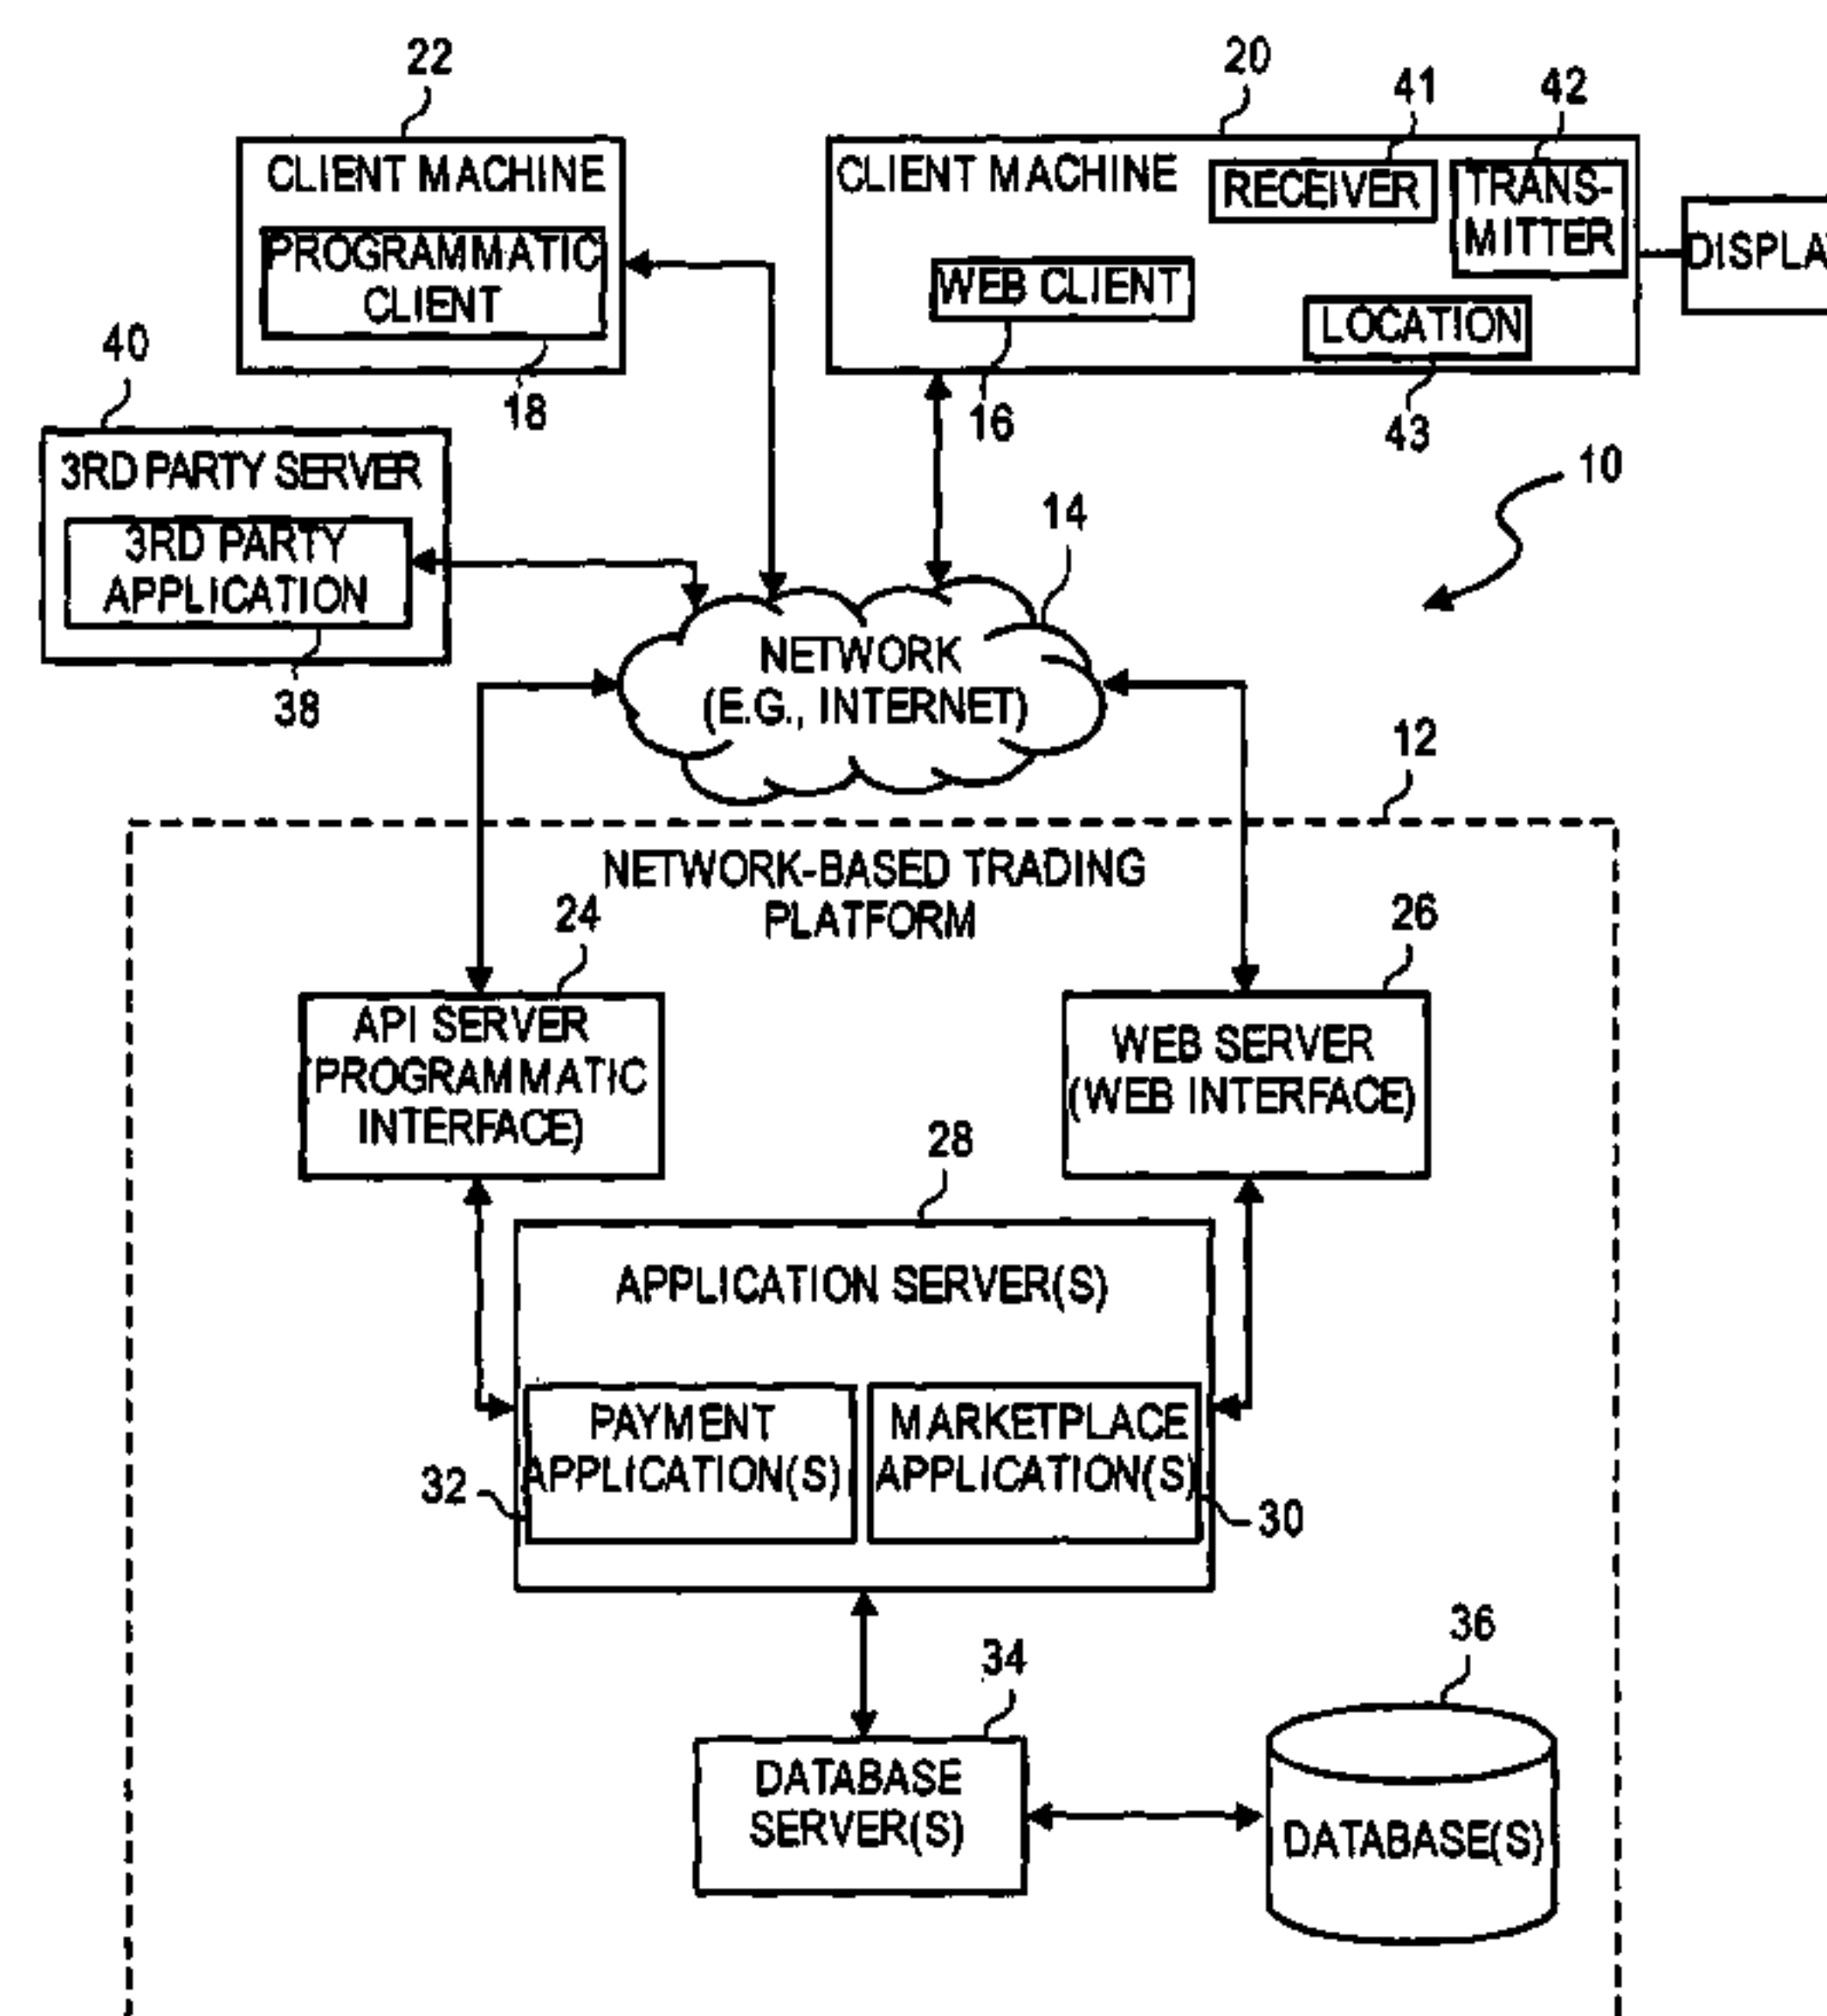 22
20
41
42
CLIENT MACHINE
PROGRAMMATIC
CLIENT
18
CLIENT MACHINE
RECEIVER
TRANS-
MITTER
WEB CLIENT
LOCATION
16
43
DISPLA
40
3RD PARTY SERVER
3RD PARTY
APPLICATION
38
10
14
NETWORK
(E.G., INTERNET)
12
NETWORK-BASED TRADING
PLATFORM
24
API SERVER
PROGRAMMATIC
INTERFACE)
26
WEB SERVER
(WEB INTERFACE)
28
APPLICATION SERVER(S)
PAYMENT
APPLICATION(S)
32
MARKETPLACE
APPLICATION(S)
30
34
DATABASE
SERVER(S)
36
DATABASE(S)